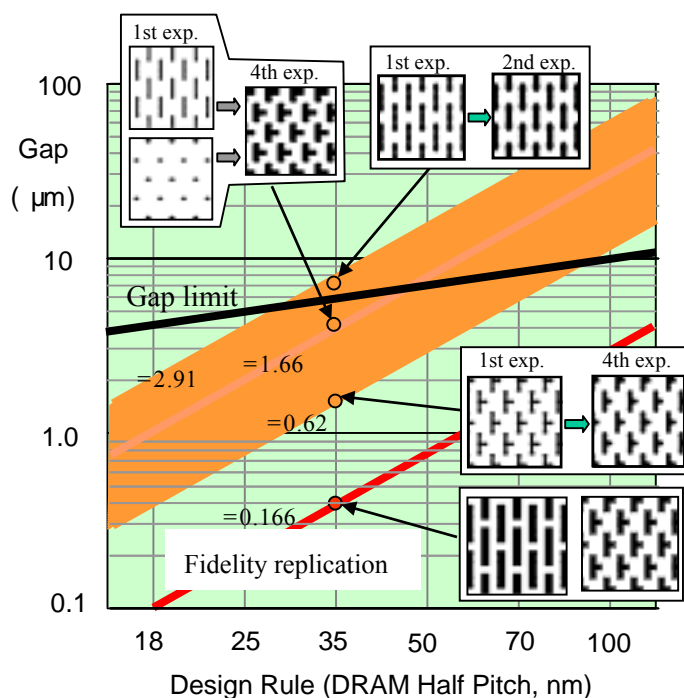 1st exp.
4th exp.
1st exp.
2nd exp.
100
Gap
( µm)
10
Gap limit
=2.91
=1.66
1st exp.
4th exp.
1.0
=0.62
=0.166
Fidelity replication
0.1
18 25 35 50 70 100
Design Rule (DRAM Half Pitch, nm)